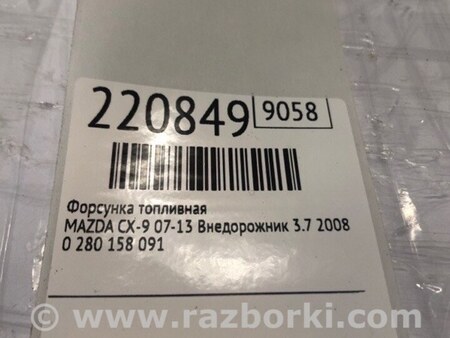 220849 9058
Форсунка топливная
MAZDA CX-9 07-13 Внедорожник 3.7 2008
0 280 158 091
© www.razborki.com